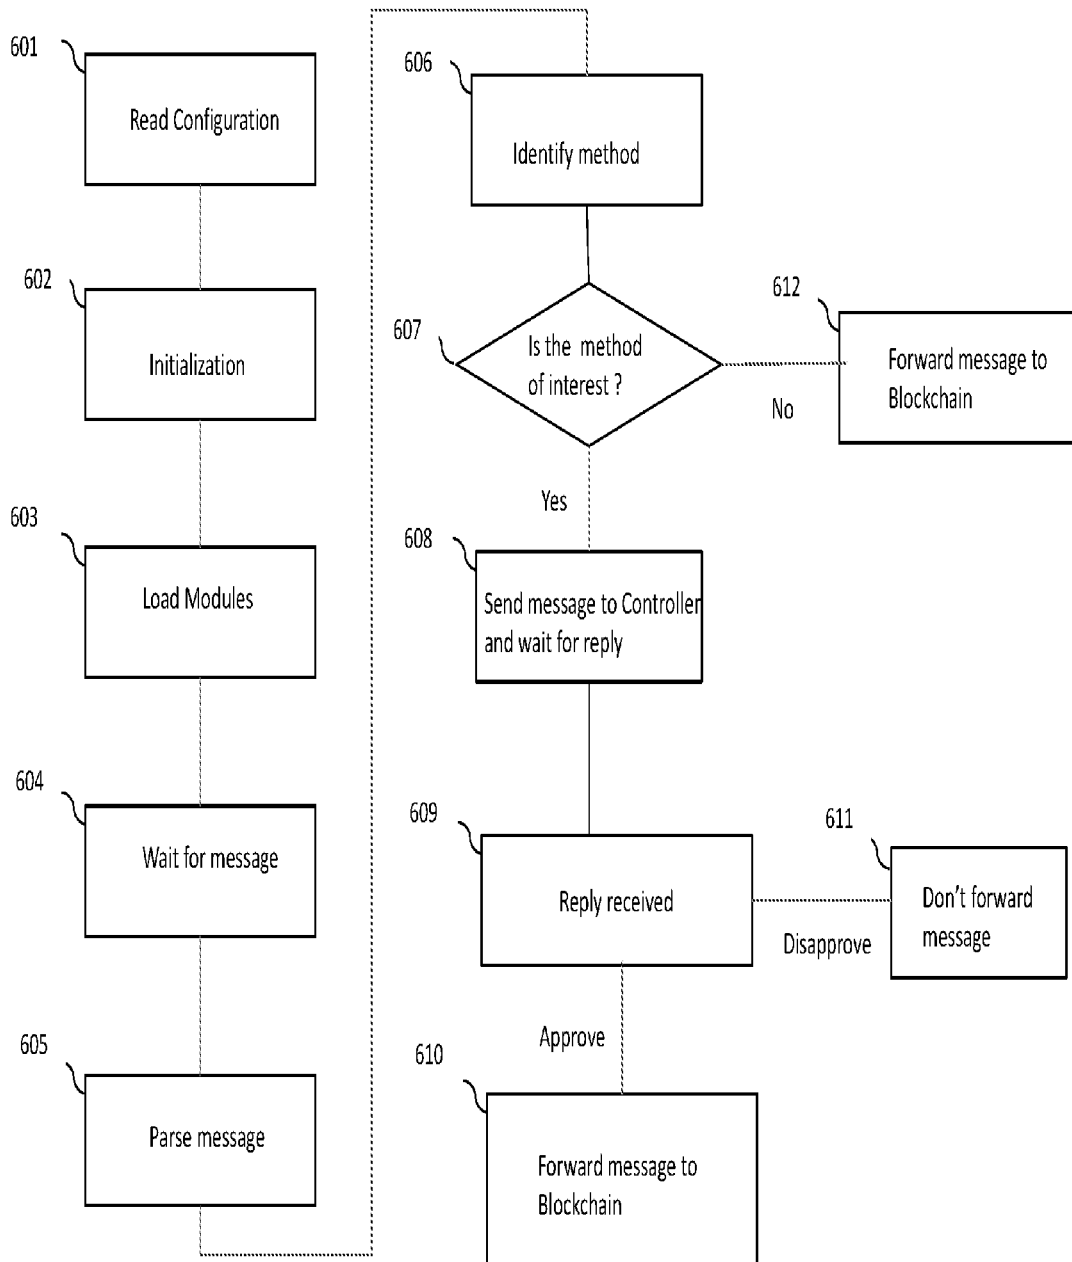 601
Read Configuration
602
Initialization
603
Load Modules
604
Wait for message
605
Parse message
606
Identify method
607
Is the method
of interest ?
No
612
Forward message to
Blockchain
Yes
608
Send message to Controller
and wait for reply
609
Reply received
Disapprove
611
Don't forward
message
Approve
610
Forward message to
Blockchain